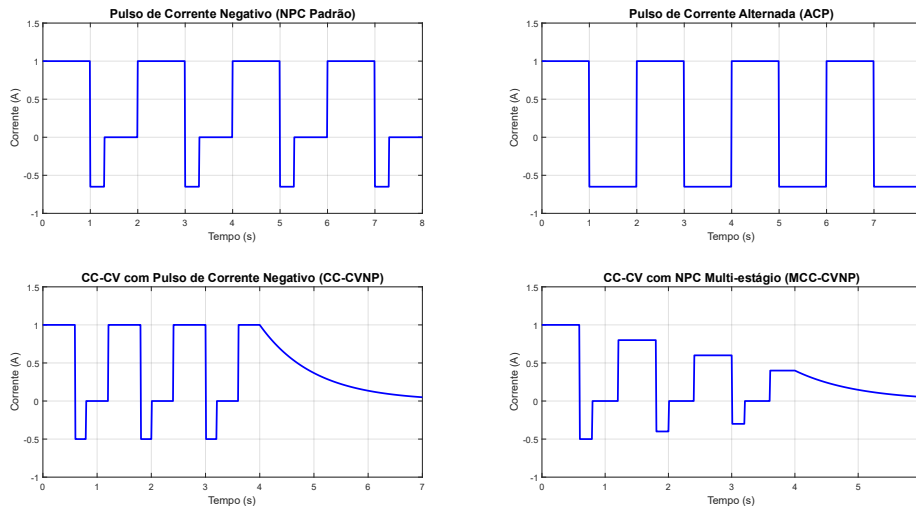 Pulso de Corrente Negativo (NPC Padrão)
1.5
1
0.5
0
-0.5
-1
Corrente (A)
0 1 2 3 4 5 6 7 8
Tempo (s)
Pulso de Corrente Alternada (ACP)
1.5
1
0.5
0
-0.5
-1
Corrente (A)
0 1 2 3 4 5 6 7
Tempo (s)
CC-CV com Pulso de Corrente Negativo (CC-CVNP)
1.5
1
0.5
0
-0.5
-1
Corrente (A)
0 1 2 3 4 5 6 7
Tempo (s)
CC-CV com NPC Multi-estágio (MCC-CVNP)
1.5
1
0.5
0
-0.5
-1
Corrente (A)
0 1 2 3 4 5
Tempo (s)